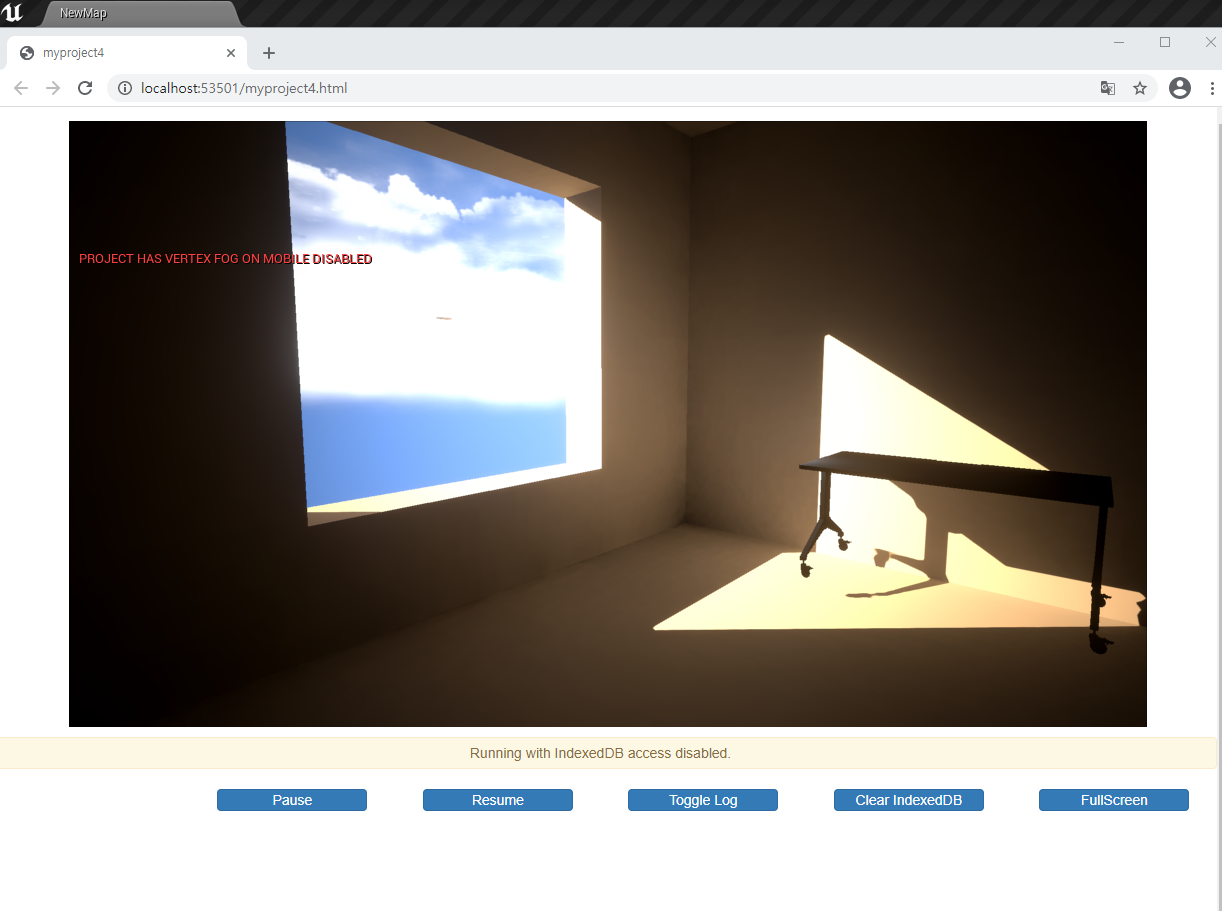 NewMap
myproject4
localhost:53501/myproject4.html
PROJECT HAS VERTEX FOG ON MOBILE DISABLED
Running with IndexedDB access disabled.
Pause
Resume
Toggle Log
Clear IndexedDB
FullScreen